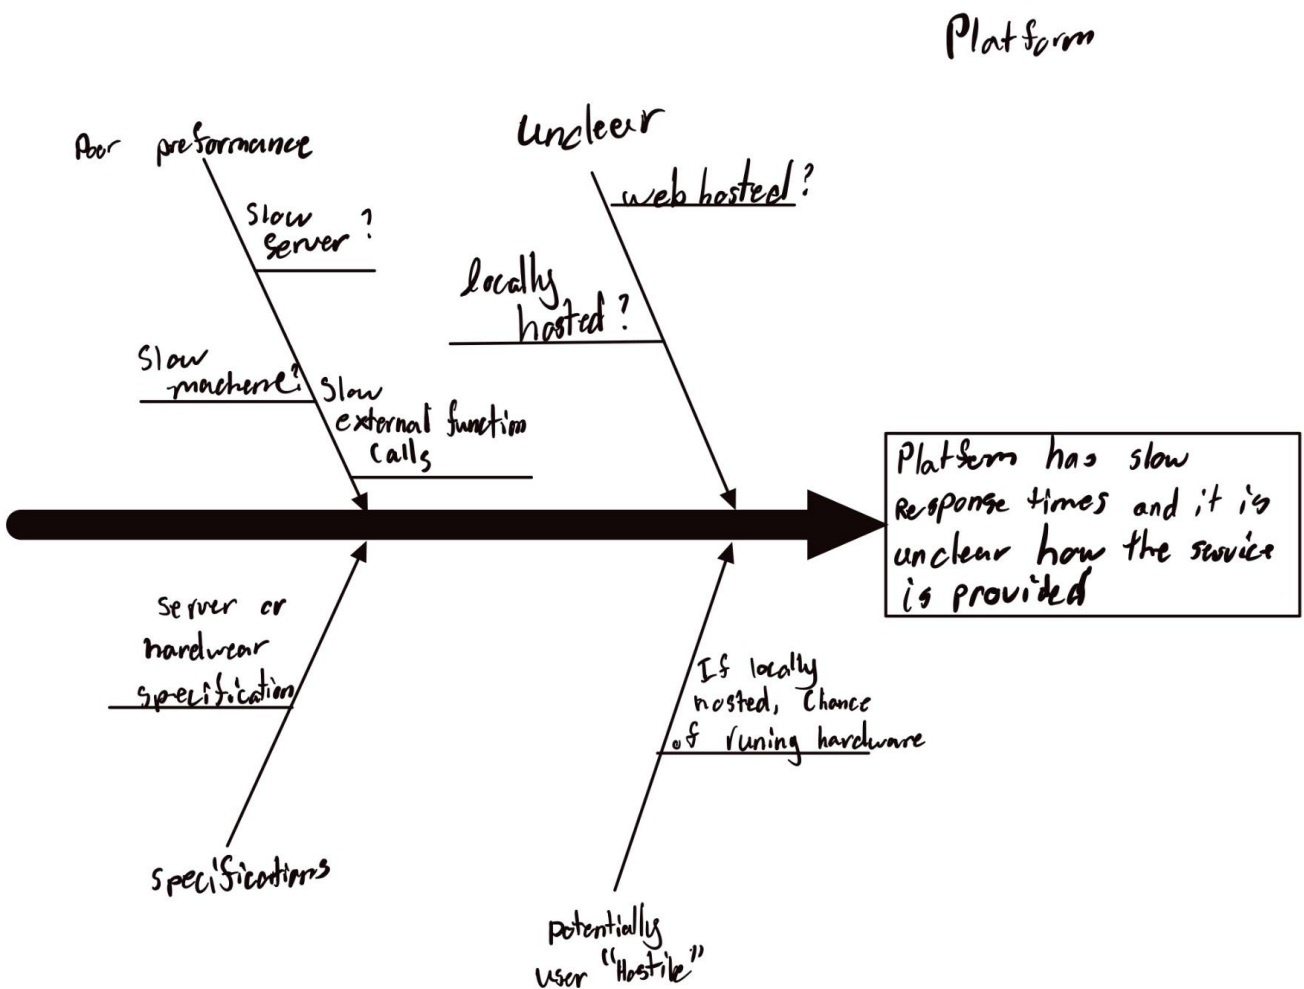 Platform
Poor preformance
Slow
server?
Slow
machene?
Slow
external function
calls
unclear
web hosted?
locally
hosted?
Platform has slow
Response times and it is
unclear how the service
is provided
Server or
hardwear
specification
specifications
If locally
hosted, Chance
of runing hardware
potentially
user "Hostile"